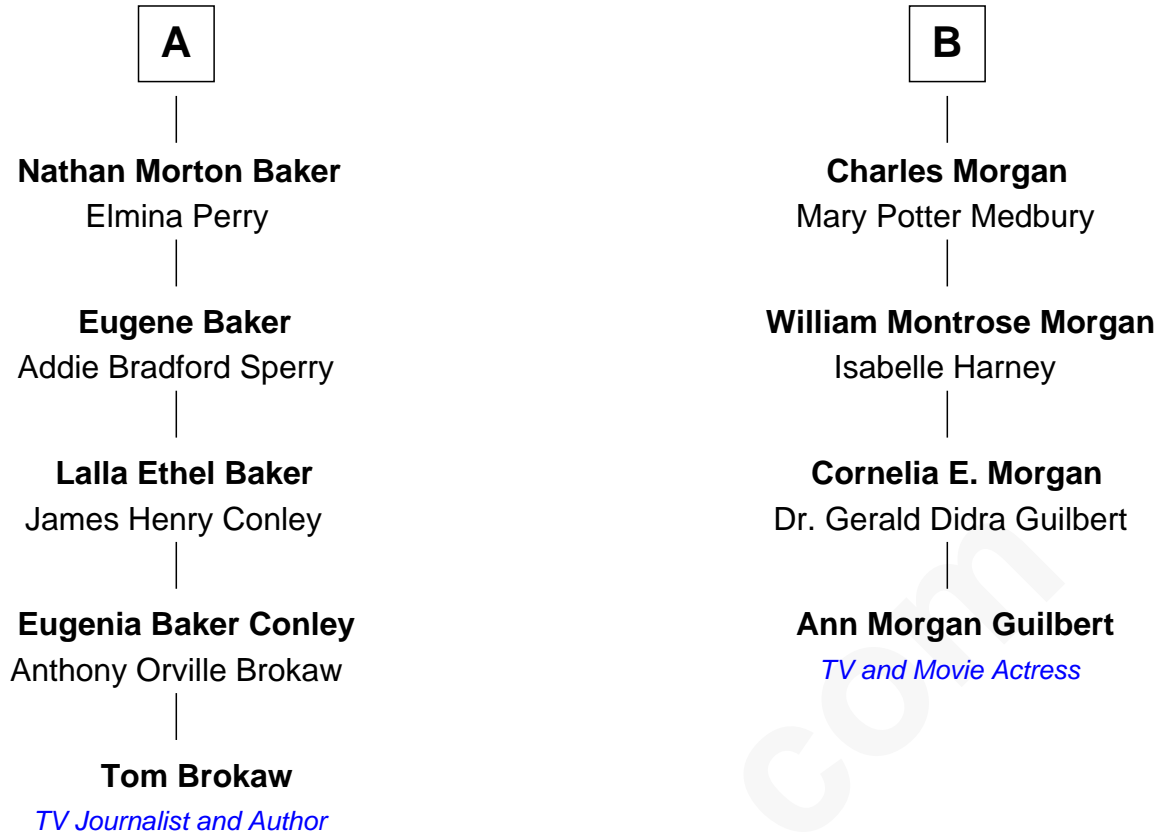 A
Nathan Morton Baker
Elmina Perry
Eugene Baker
Addie Bradford Sperry
Lalla Ethel Baker
James Henry Conley
Eugenia Baker Conley
Anthony Orville Brokaw
Tom Brokaw
TV Journalist and Author
B
Charles Morgan
Mary Potter Medbury
William Montrose Morgan
Isabelle Harney
Cornelia E. Morgan
Dr. Gerald Didra Guilbert
Ann Morgan Guilbert
TV and Movie Actress
com